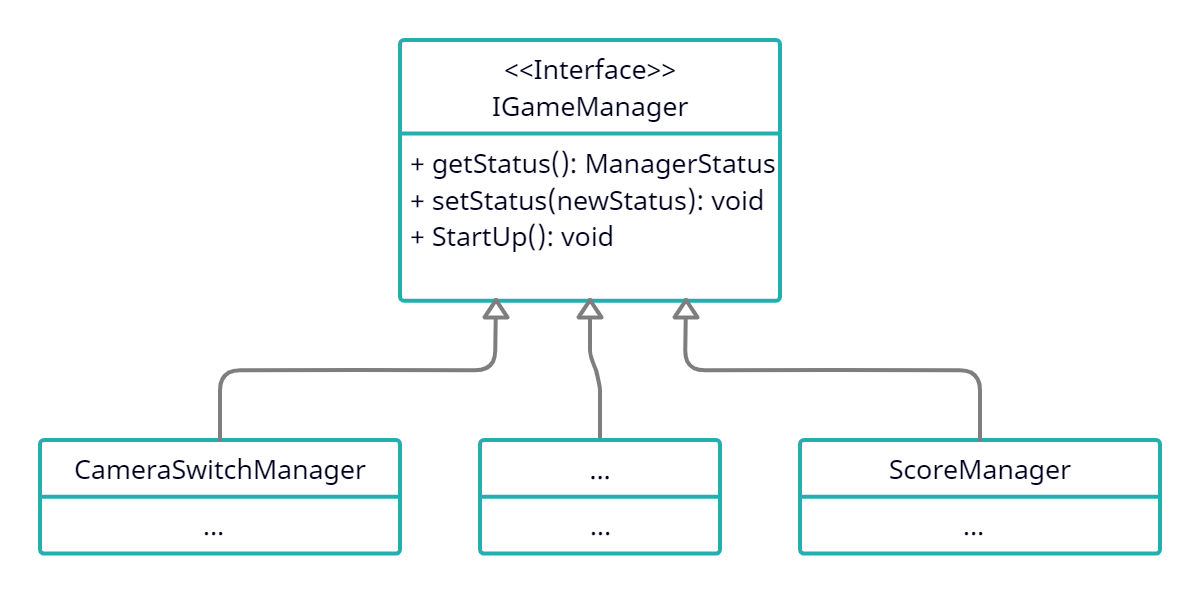 <<Interface>>
IGameManager
+ getStatus(): ManagerStatus
+ setStatus(newStatus): void
+ StartUp(): void
CameraSwitchManager
...
...
...
ScoreManager
...